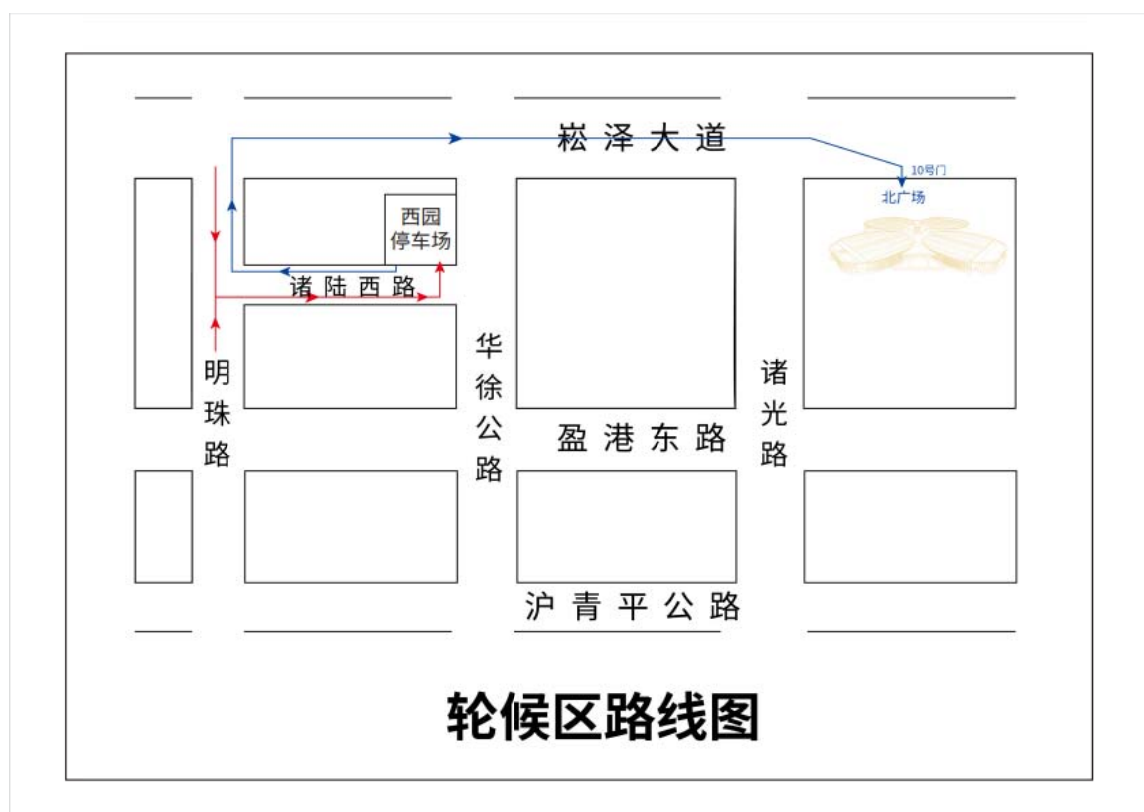 崧泽大道
10号门
北广场
西园
停车场
诸陆西路
明珠路
华徐公路
诸光路
盈港东路
沪青平公路
轮候区路线图